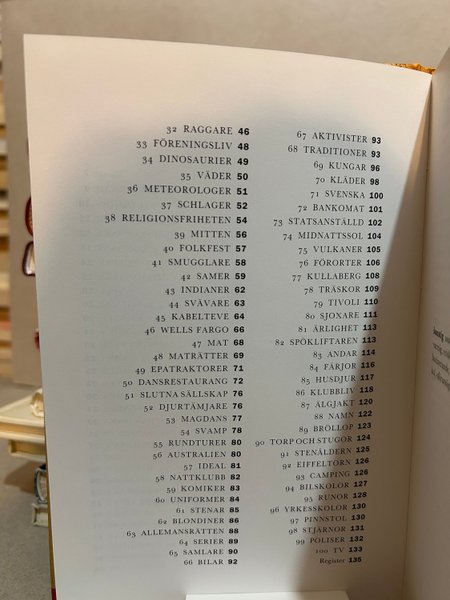 32 RAGGARE 46
33 FÖRENINGSLIV 48
34 DINOSAURIER 49
35 VÄDER 50
36 METEOROLOGER 51
37 SCHLAGER 52
38 RELIGIONSFRIHETEN 54
39 MITTEN 56
40 FOLKFEST 57
41 SMUGGLARE 58
42 SAMER 59
43 INDIANER 62
44 SVÄVARE 63
45 KABELTEVE 64
46 WELLS FARGO 66
47 MAT 68
48 MATRÄTTER 69
49 EPATRAKTORER 71
50 DANSRESTAURANG 72
51 SLUTNA SÄLLSKAP 76
52 DJURTÄMJARE 76
53 MAGDANS 77
54 SVAMP 78
55 RUNDTURER 80
56 AUSTRALIEN 80
57 IDEAL 81
58 NATTKLUBB 82
59 KOMIKER 83
60 UNIFORMER 84
61 STENAR 85
62 BLONDINER 86
63 ALLEMANSRÄTTEN 88
64 SERIER 89
65 SAMLARE 90
66 BILAR 92
67 AKTIVISTER 93
68 TRADITIONER 93
69 KUNGAR 96
70 KLÄDER 98
71 SVENSKA 100
72 BANKOMAT 101
73 STATSANSTÄLLD 102
74 MIDNATTSSOL 104
75 VULKANER 105
76 FÖRORTER 106
77 KULLABERG 108
78 TRÄSKOR 109
79 TIVOLI 110
80 SJOXARE 111
81 ÄRLIGHET 113
82 SPÖKLIFTAREN 113
83 ANDAR 114
84 FÄRJOR 114
85 HUSDJUR 117
86 KLUBBLIV 118
87 ÄLGJAKT 120
88 NAMN 122
89 BRÖLLOP 123
90 TORP OCH STUGOR 124
91 STENÅLDERN 125
92 EIFFELTÖRN 126
93 CAMPING 126
94 BILSKOLOR 127
95 RUNOR 128
96 YRKESSKOLOR 130
97 PINNSTOL 130
98 STJÄRNOR 131
99 POLISER 132
100 TV 133
Register 135